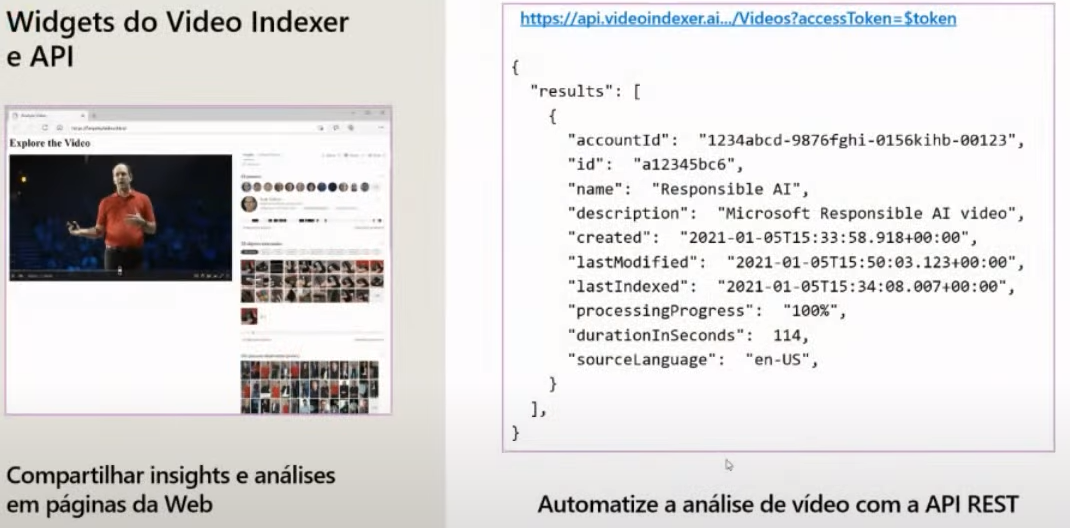 Widgets do Video Indexer
e API
Explore the Video
Compartilhar insights e análises
em páginas da Web
https://api.videoindexer.ai.../Videos?accessToken=$token
{
"results": [
{
"accountId": "1234abcd-9876fghi-0156kihb-00123",
"id": "a12345bc6",
"name": "Responsible AI",
"description": "Microsoft Responsible AI video",
"created": "2021-01-05T15:33:58.918+00:00",
"lastModified": "2021-01-05T15:50:03.123+00:00",
"lastIndexed": "2021-01-05T15:34:08.007+00:00",
"processingProgress": "100%",
"durationInSeconds": 114,
"sourceLanguage": "en-US",
}
],
}
Automatize a análise de vídeo com a API REST